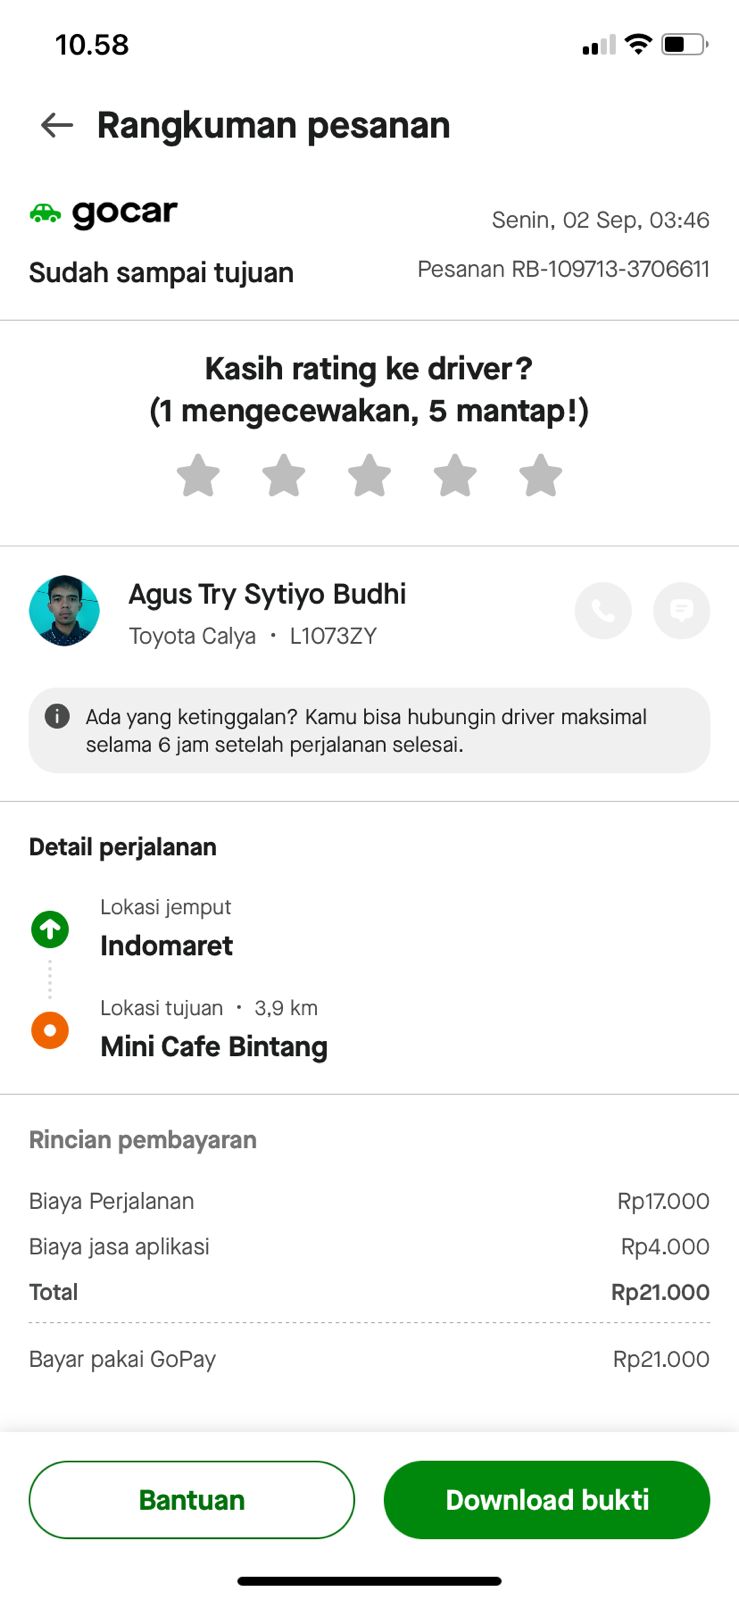 10.58
Rangkuman pesanan
gocar
Senin, 02 Sep, 03:46
Sudah sampai tujuan
Pesanan RB-109713-3706611
Kasih rating ke driver?
(1 mengecewakan, 5 mantap!)
Agus Try Sytiyo Budhi
Toyota Calya • L1073ZY
Ada yang ketinggalan? Kamu bisa hubungin driver maksimal
selama 6 jam setelah perjalanan selesai.
Detail perjalanan
Lokasi jemput
Indomaret
Lokasi tujuan • 3,9 km
Mini Cafe Bintang
Rincian pembayaran
Biaya Perjalanan Rp17.000
Biaya jasa aplikasi Rp4.000
Total Rp21.000
Bayar pakai GoPay Rp21.000
Bantuan
Download bukti